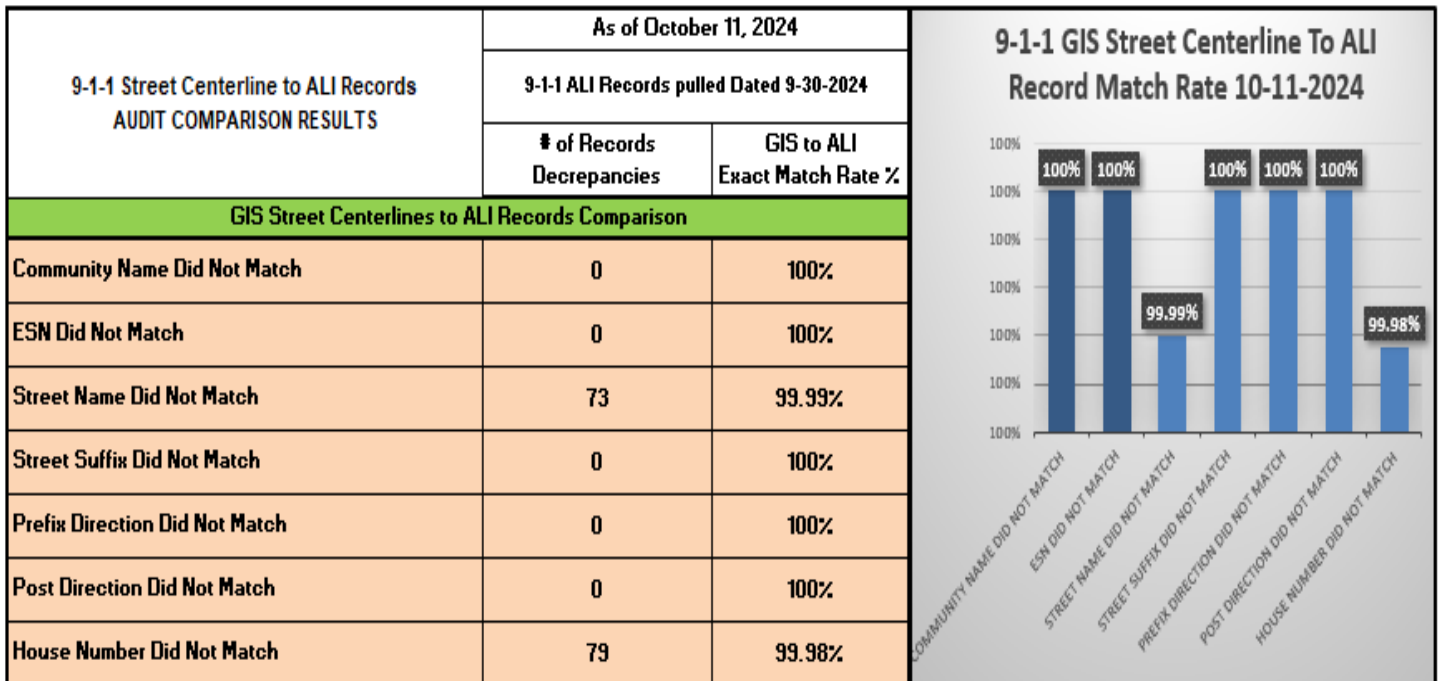 9-1-1 Street Centerline to ALI Records
AUDIT COMPARISON RESULTS
As of October 11, 2024
9-1-1 ALI Records pulled Dated 9-30-2024
# of Records
Decrepancies
GIS to ALI
Exact Match Rate %
GIS Street Centerlines to ALI Records Comparison
Community Name Did Not Match 0 100%
ESN Did Not Match 0 100%
Street Name Did Not Match 73 99.99%
Street Suffix Did Not Match 0 100%
Prefix Direction Did Not Match 0 100%
Post Direction Did Not Match 0 100%
House Number Did Not Match 79 99.98%
9-1-1 GIS Street Centerline To ALI
Record Match Rate 10-11-2024
100%
100%
100%
100%
100%
100%
100%
100%
100%
99.99%
100%
100%
100%
99.98%
COMMUNITY NAME DID NOT MATCH
ESN DID NOT MATCH
STREET NAME DID NOT MATCH
STREET SUFFIX DID NOT MATCH
PREFIX DIRECTION DID NOT MATCH
POST DIRECTION DID NOT MATCH
HOUSE NUMBER DID NOT MATCH